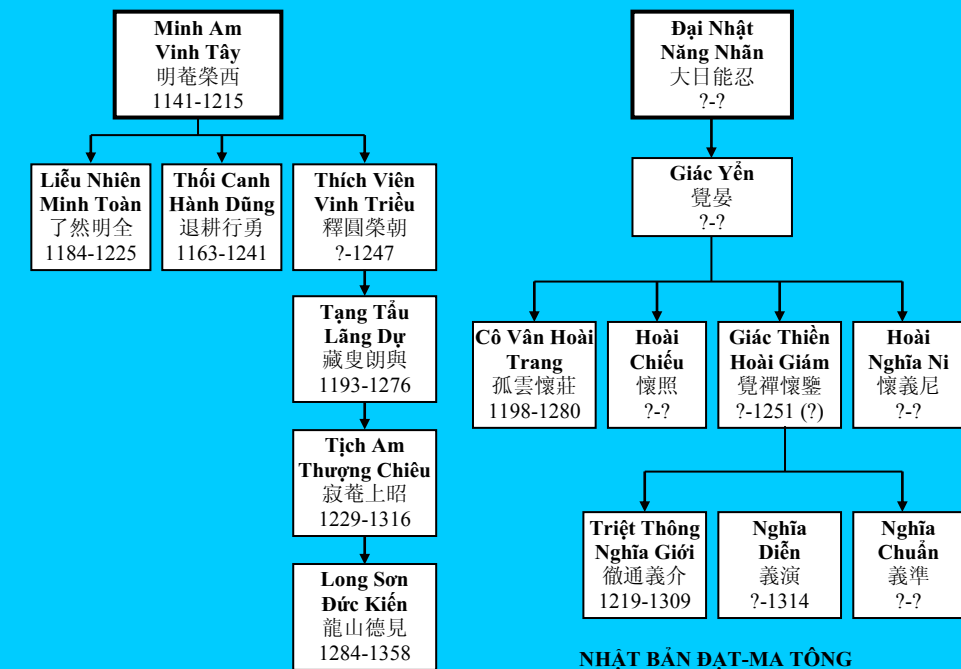 Minh Am
Vinh Tây
明菴榮西
1141-1215
Liễu Nhiên
Minh Toàn
了然明全
1184-1225
Thối Canh
Hành Dũng
退耕行勇
1163-1241
Thích Viên
Vinh Triều
釋圓榮朝
?-1247
Tạng Tẩu
Lãng Dự
藏叟朗與
1193-1276
Tịch Am
Thượng Chiêu
寂菴上昭
1229-1316
Long Sơn
Đức Kiến
龍山德見
1284-1358
Đại Nhật
Năng Nhãn
大日能忍
?-?
Giác Yển
覺晏
?-?
Cô Vân Hoài
Trang
孤雲懷莊
1198-1280
Hoài
Chiếu
懷照
?-?
Giác Thiền
Hoài Giám
覺禪懷鑒
?-1251 (?)
Hoài
Nghĩa Ni
懷義尼
?-?
Triệt Thông
Nghĩa Giới
徹通義介
1219-1309
Nghĩa
Diễn
義演
?-1314
Nghĩa
Chuẩn
義準
?-?
NHẬT BẢN ĐẠT-MA TÔNG